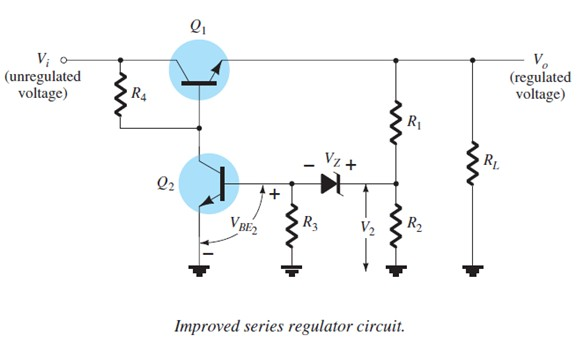 Q1
Vi
(unregulated
voltage)
R4
Vo
(regulated
voltage)
R1
RL
Q2
− VZ +
+
VBE2
−
R3
V2
R2
Improved series regulator circuit.